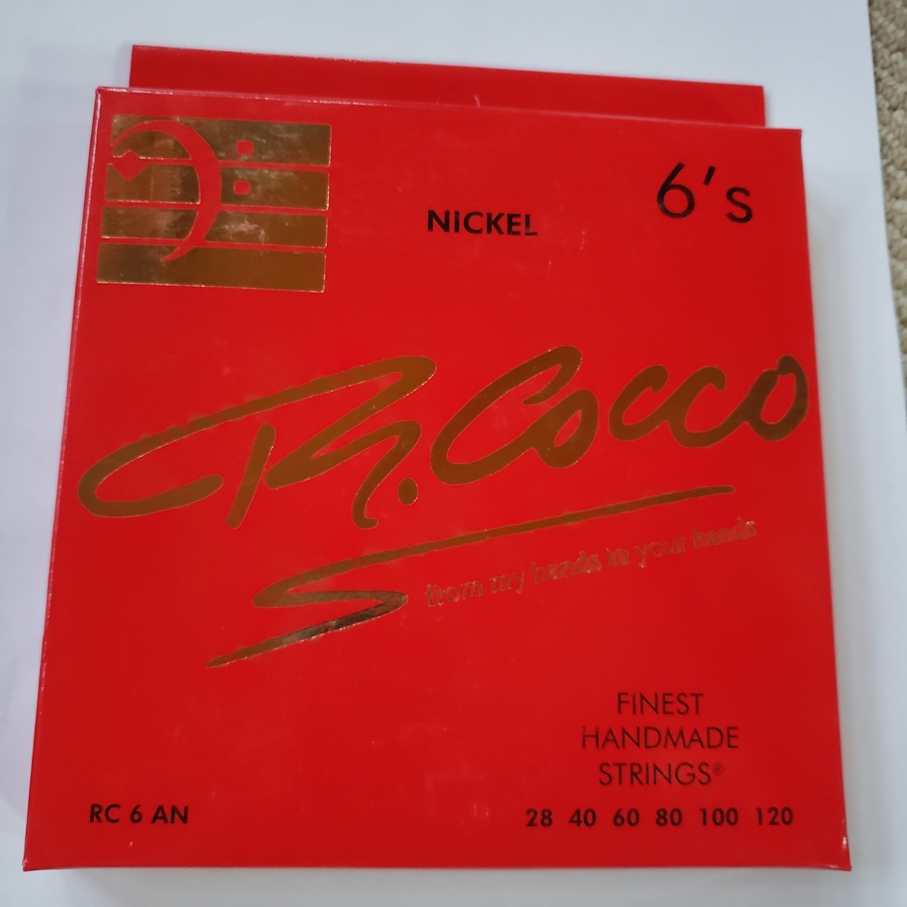 6's
NICKEL
R. Cocco
from my hands to your hands
FINEST
HANDMADE
STRINGS®
RC 6 AN
28 40 60 80 100 120